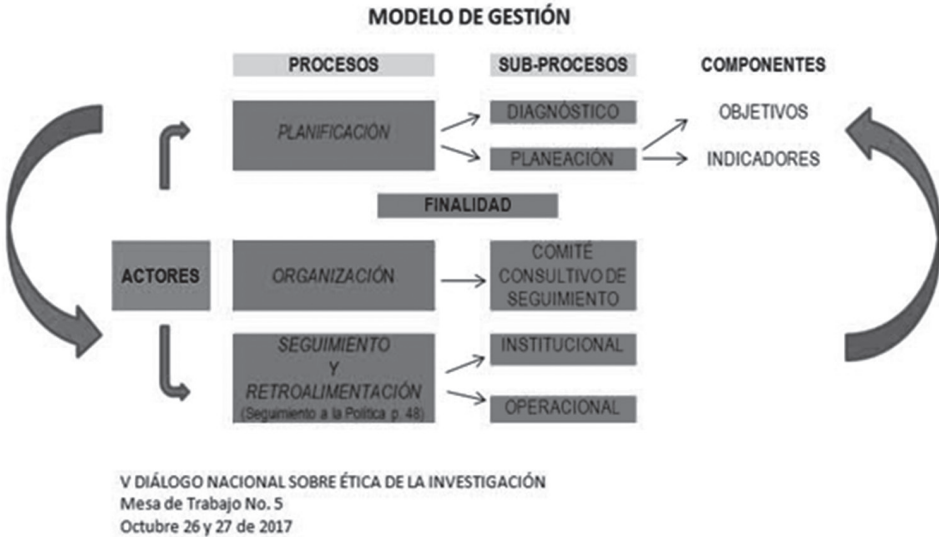 MODELO DE GESTIÓN
PROCESOS
SUB-PROCESOS
COMPONENTES
PLANIFICACIÓN
DIAGNÓSTICO
PLANEACIÓN
OBJETIVOS
INDICADORES
FINALIDAD
ACTORES
ORGANIZACIÓN
COMITÉ
CONSULTIVO DE
SEGUIMIENTO
SEGUIMIENTO
Y
RETROALIMENTACIÓN
(Seguimiento a la Política p. 48)
INSTITUCIONAL
OPERACIONAL
V DIÁLOGO NACIONAL SOBRE ÉTICA DE LA INVESTIGACIÓN
Mesa de Trabajo No. 5
Octubre 26 y 27 de 2017